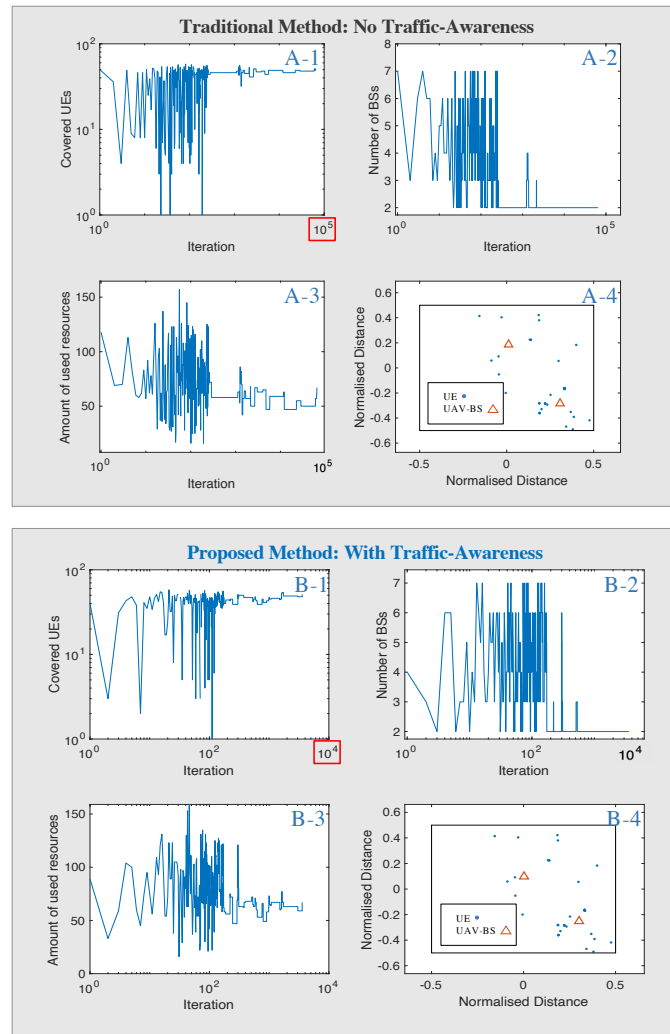 Traditional Method: No Traffic-Awareness
A-1
10^2
10^1
10^0
Covered UEs
10^0
10^5
Iteration
A-2
8
7
6
5
4
3
2
Number of BSs
10^0
10^5
Iteration
A-3
150
100
50
Amount of used resources
10^0
10^5
Iteration
A-4
0.6
0.4
0.2
0
-0.2
-0.4
-0.6
Normalised Distance
UE
UAV-BS
-0.5
0
0.5
Normalised Distance
Proposed Method: With Traffic-Awareness
B-1
10^2
10^1
10^0
Covered UEs
10^0
10^2
10^4
Iteration
B-2
7
6
5
4
3
2
Number of BSs
10^0
10^2
10^4
Iteration
B-3
150
100
50
0
Amount of used resources
10^0
10^2
10^4
Iteration
B-4
0.4
0.2
0
-0.2
-0.4
-0.6
Normalised Distance
UE
UAV-BS
-0.5
0
0.5
Normalised Distance